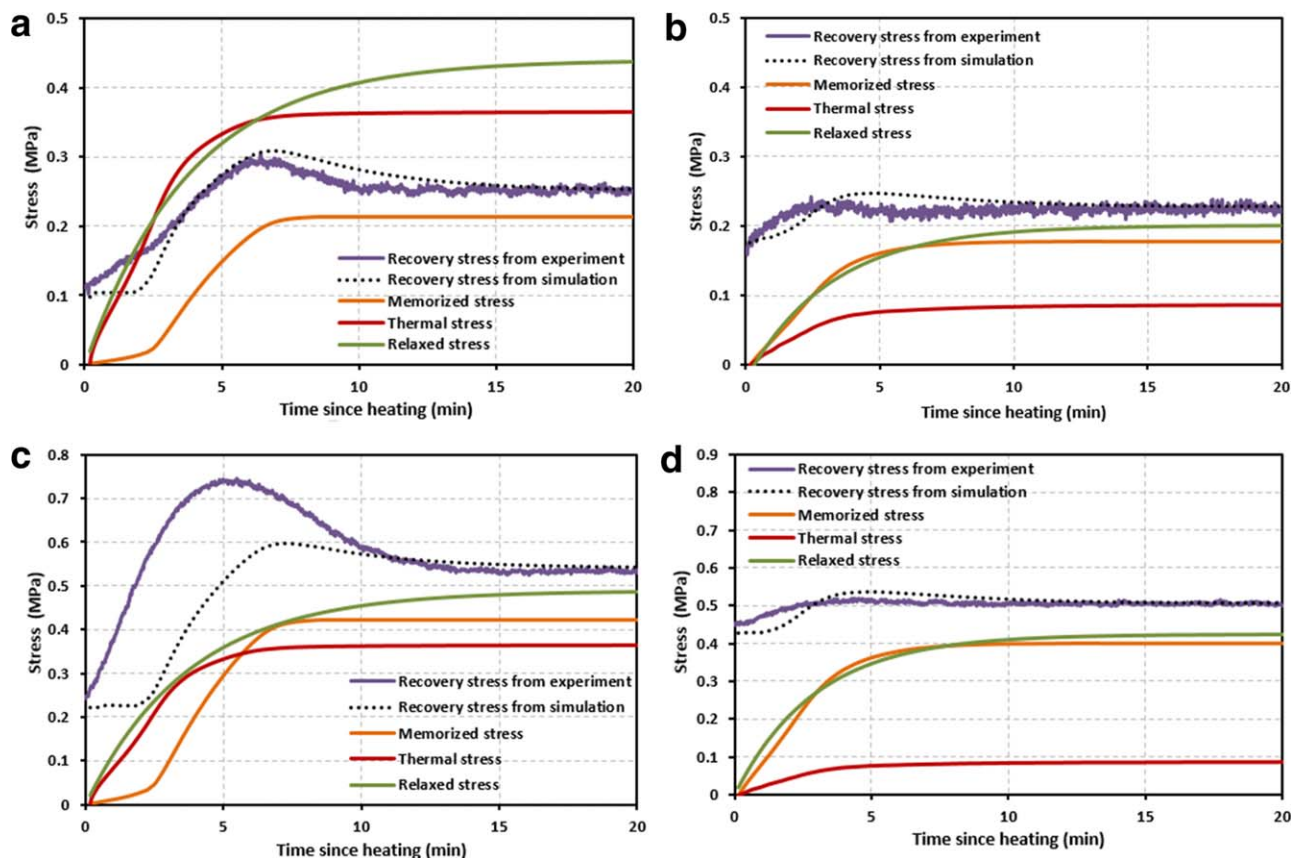 a
0.5
0.4
0.3
0.2
0.1
0
Stress (MPa)
Recovery stress from experiment
Recovery stress from simulation
Memorized stress
Thermal stress
Relaxed stress
0 5 10 15 20
Time since heating (min)
b
0.5
0.4
0.3
0.2
0.1
0
Stress (MPa)
Recovery stress from experiment
Recovery stress from simulation
Memorized stress
Thermal stress
Relaxed stress
0 5 10 15 20
Time since heating (min)
c
0.8
0.7
0.6
0.5
0.4
0.3
0.2
0.1
0
Stress (MPa)
Recovery stress from experiment
Recovery stress from simulation
Memorized stress
Thermal stress
Relaxed stress
0 5 10 15 20
Time since heating (min)
d
0.9
0.8
0.7
0.6
0.5
0.4
0.3
0.2
0.1
0
Stress (MPa)
Recovery stress from experiment
Recovery stress from simulation
Memorized stress
Thermal stress
Relaxed stress
0 5 10 15 20
Time since heating (min)